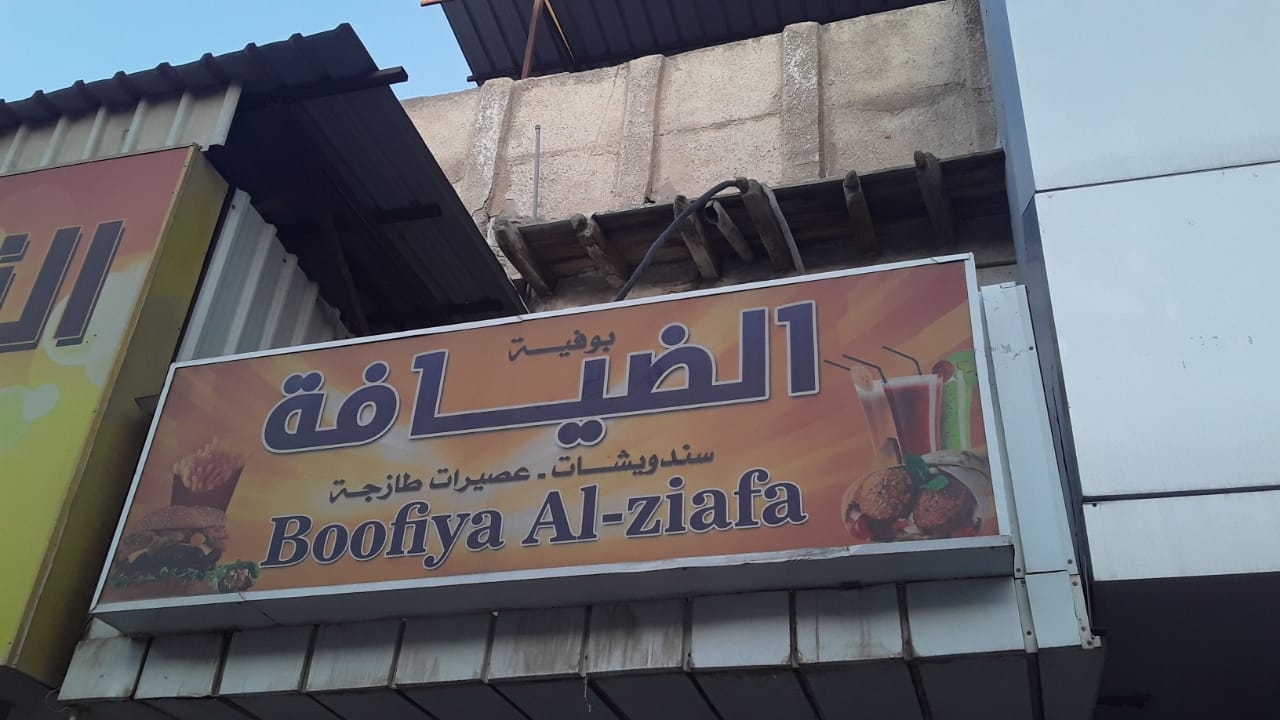 بوفية
الضيافة
سندويشات - عصيرات طازجة
Boofiya Al-ziafa